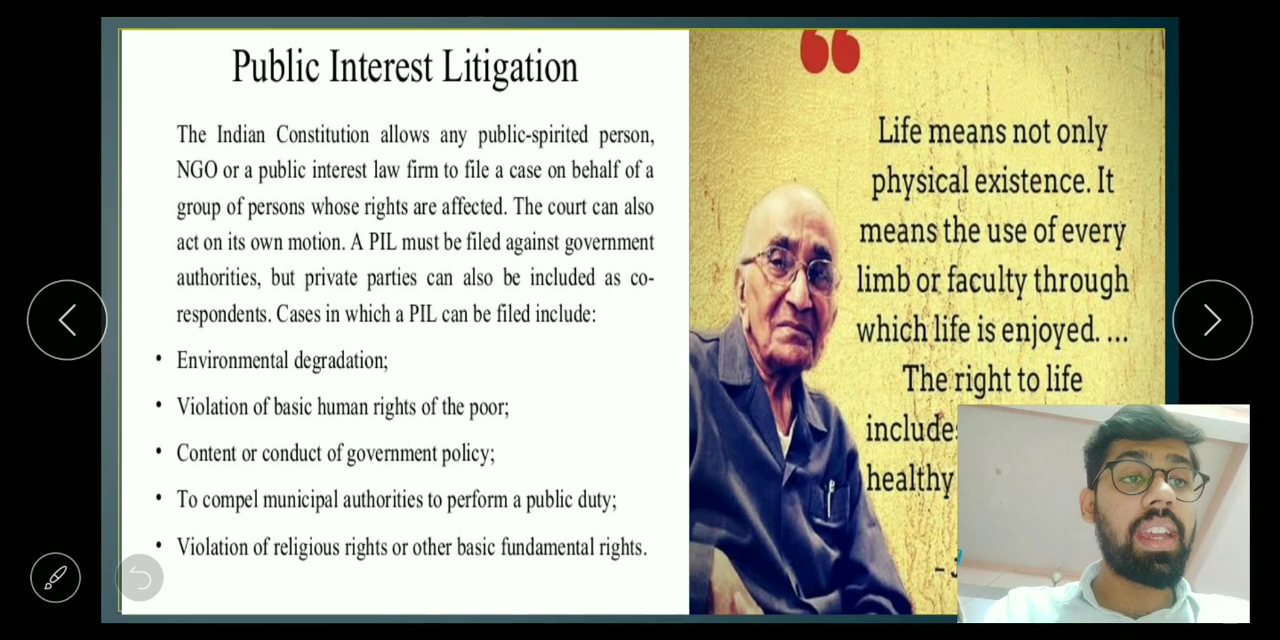 Public Interest Litigation
The Indian Constitution allows any public-spirited person,
NGO or a public interest law firm to file a case on behalf of a
group of persons whose rights are affected. The court can also
act on its own motion. A PIL must be filed against government
authorities, but private parties can also be included as co-
respondents. Cases in which a PIL can be filed include:
• Environmental degradation;
• Violation of basic human rights of the poor;
• Content or conduct of government policy;
• To compel municipal authorities to perform a public duty;
• Violation of religious rights or other basic fundamental rights.
“
Life means not only
physical existence. It
means the use of every
limb or faculty through
which life is enjoyed. ...
The right to life
healthy